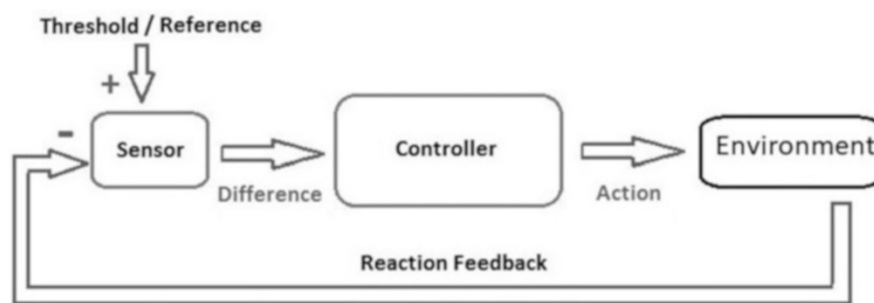 Threshold / Reference
+
-
Sensor
Difference
Controller
Action
Environment
Reaction Feedback